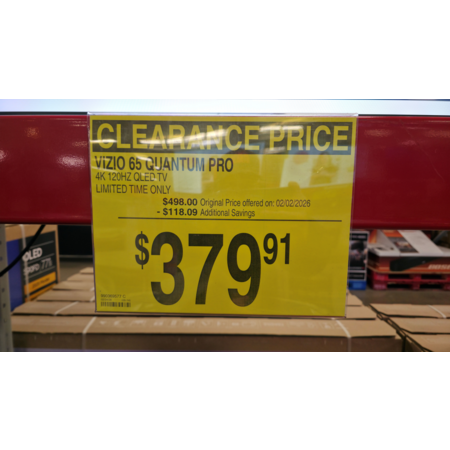 CLEARANCE PRICE
VIZIO 65 QUANTUM PRO
4K 120HZ QLED TV
LIMITED TIME ONLY
$498.00 Original Price offered on: 02/02/2026
- $118.09 Additional Savings
$379.91
OLED